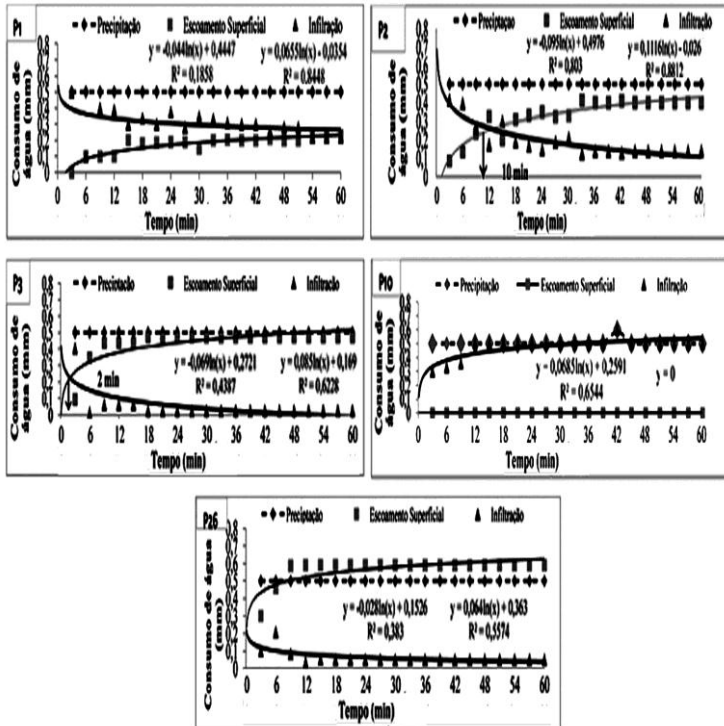 P1
Precipitação Escoamento Superficial Infiltração
y = -0,044ln(x) + 0,4447 y = 0,0655ln(x) - 0,0354
R² = 0,1858 R² = 0,8448
Consumo de
água (mm)
0 6 12 18 24 30 36 42 48 54 60
Tempo (min)
P2
Precipitação Escoamento Superficial Infiltração
y = -0,095ln(x) + 0,4976 y = 0,1116ln(x) - 0,026
R² = 0,803 R² = 0,8812
10 min
Consumo de
água (mm)
0 6 12 18 24 30 36 42 48 54 60
Tempo (min)
P3
Precipitação Escoamento Superficial Infiltração
y = -0,069ln(x) + 0,2721 y = 0,085ln(x) + 0,169
R² = 0,4387 R² = 0,6228
2 min
Consumo de
água (mm)
0 6 12 18 24 30 36 42 48 54 60
Tempo (min)
P10
Precipitação Escoamento Superficial Infiltração
y = 0,0685ln(x) + 0,2591 y = 0
R² = 0,6544
Consumo de
água (mm)
0 6 12 18 24 30 36 42 48 54 60
Tempo (min)
P26
Precipitação Escoamento Superficial Infiltração
y = -0,028ln(x) + 0,1526 y = 0,064ln(x) + 0,363
R² = 0,383 R² = 0,5574
Consumo de água
(mm)
0 6 12 18 24 30 36 42 48 54 60
Tempo (min)